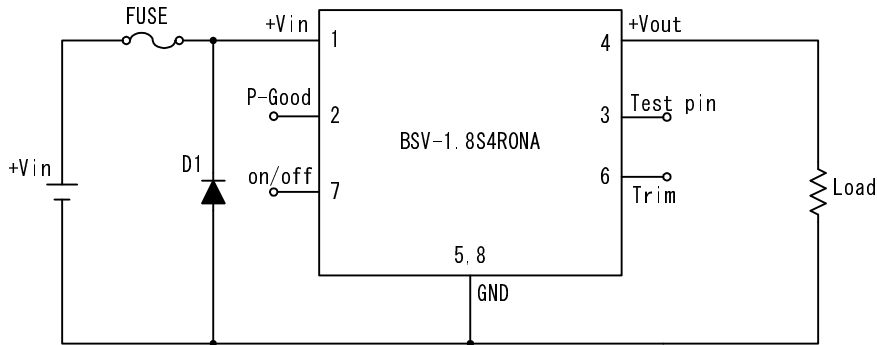 FUSE
+Vin
1
4
+Vout
P-Good
2
3
Test pin
BSV-1.8S4R0NA
+Vin
D1
on/off
7
6
Trim
Load
5,8
GND